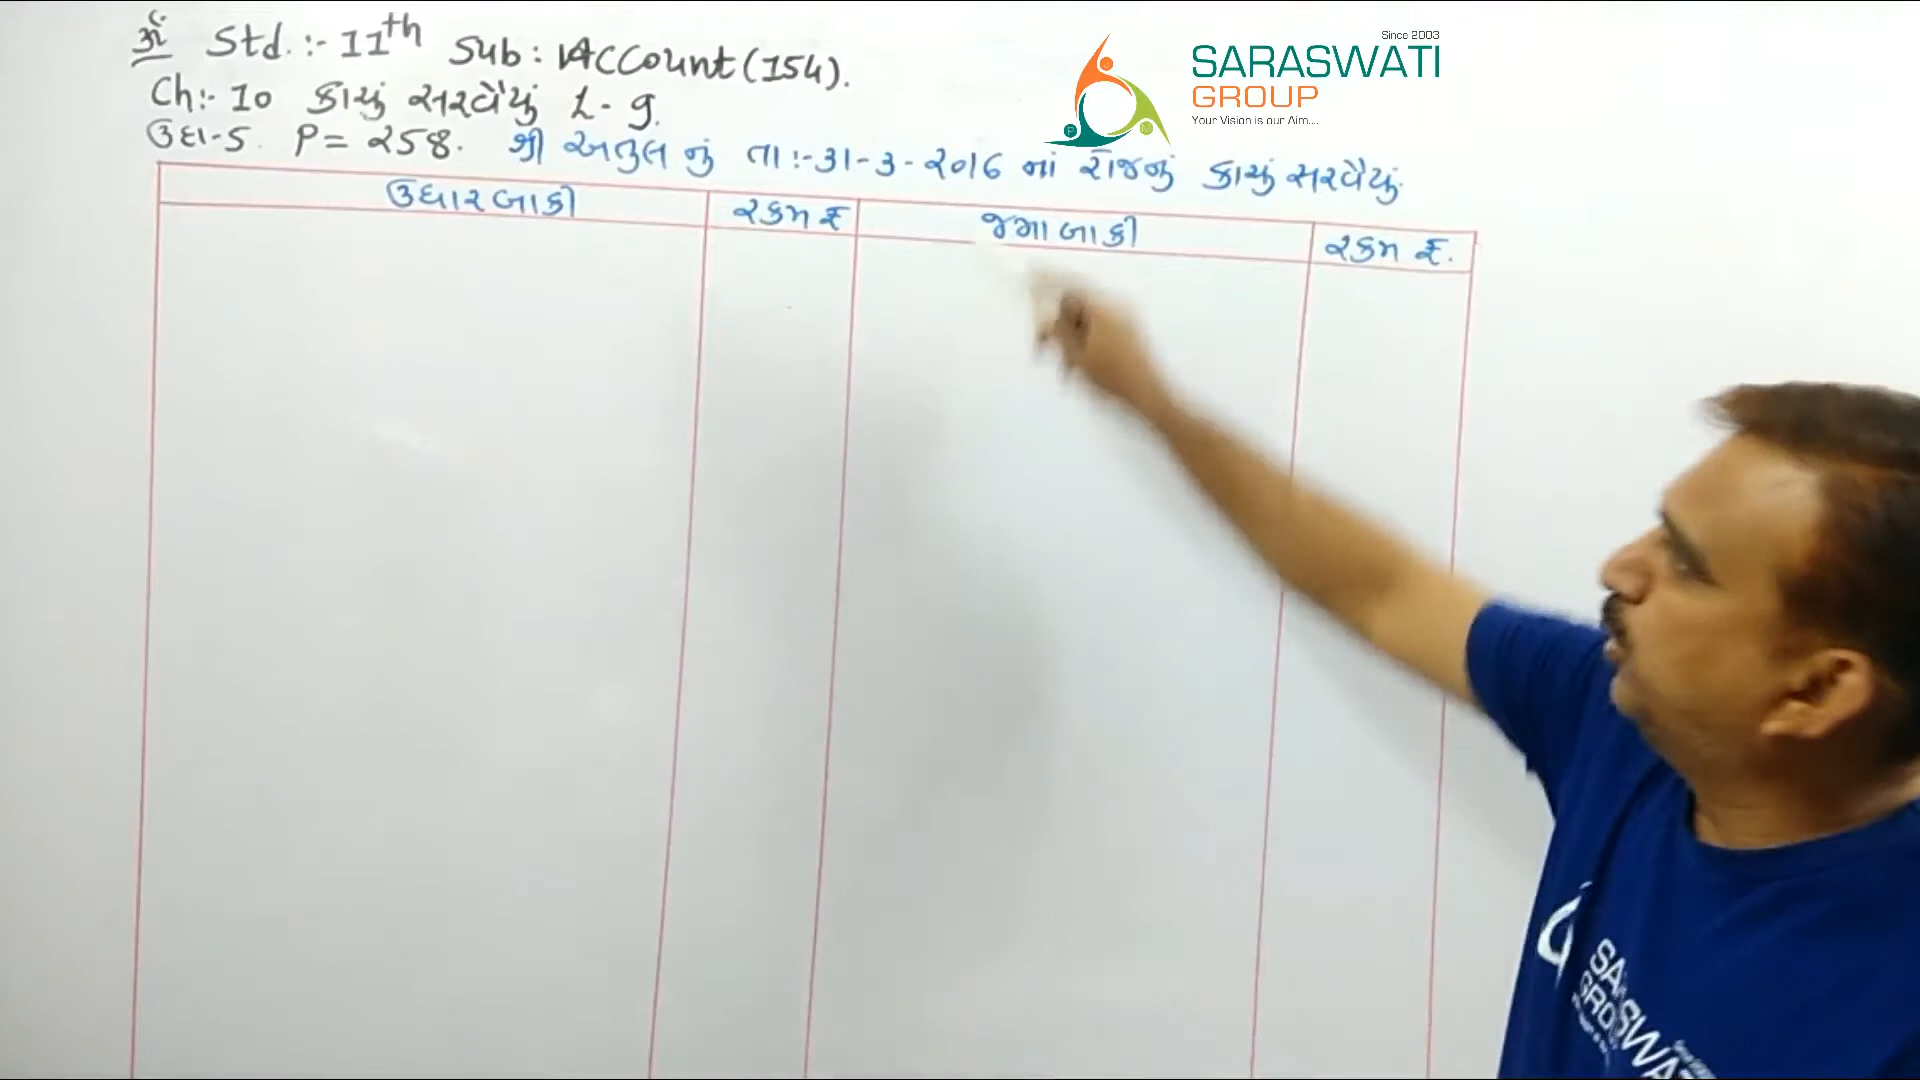 ૐ Std.:- 11th Sub: Account(154).
Ch:- 10 કાચું સરવૈયું L-9.
ઉદા-5. P = 258. શ્રી અતુલ નું તા:-31-3-2016 નાં રોજનું કાચું સરવૈયું.
ઉધાર બાકી રકમ ₹ જમા બાકી રકમ ₹.
Since 2003
SARASWATI
GROUP
Your Vision is our Aim....